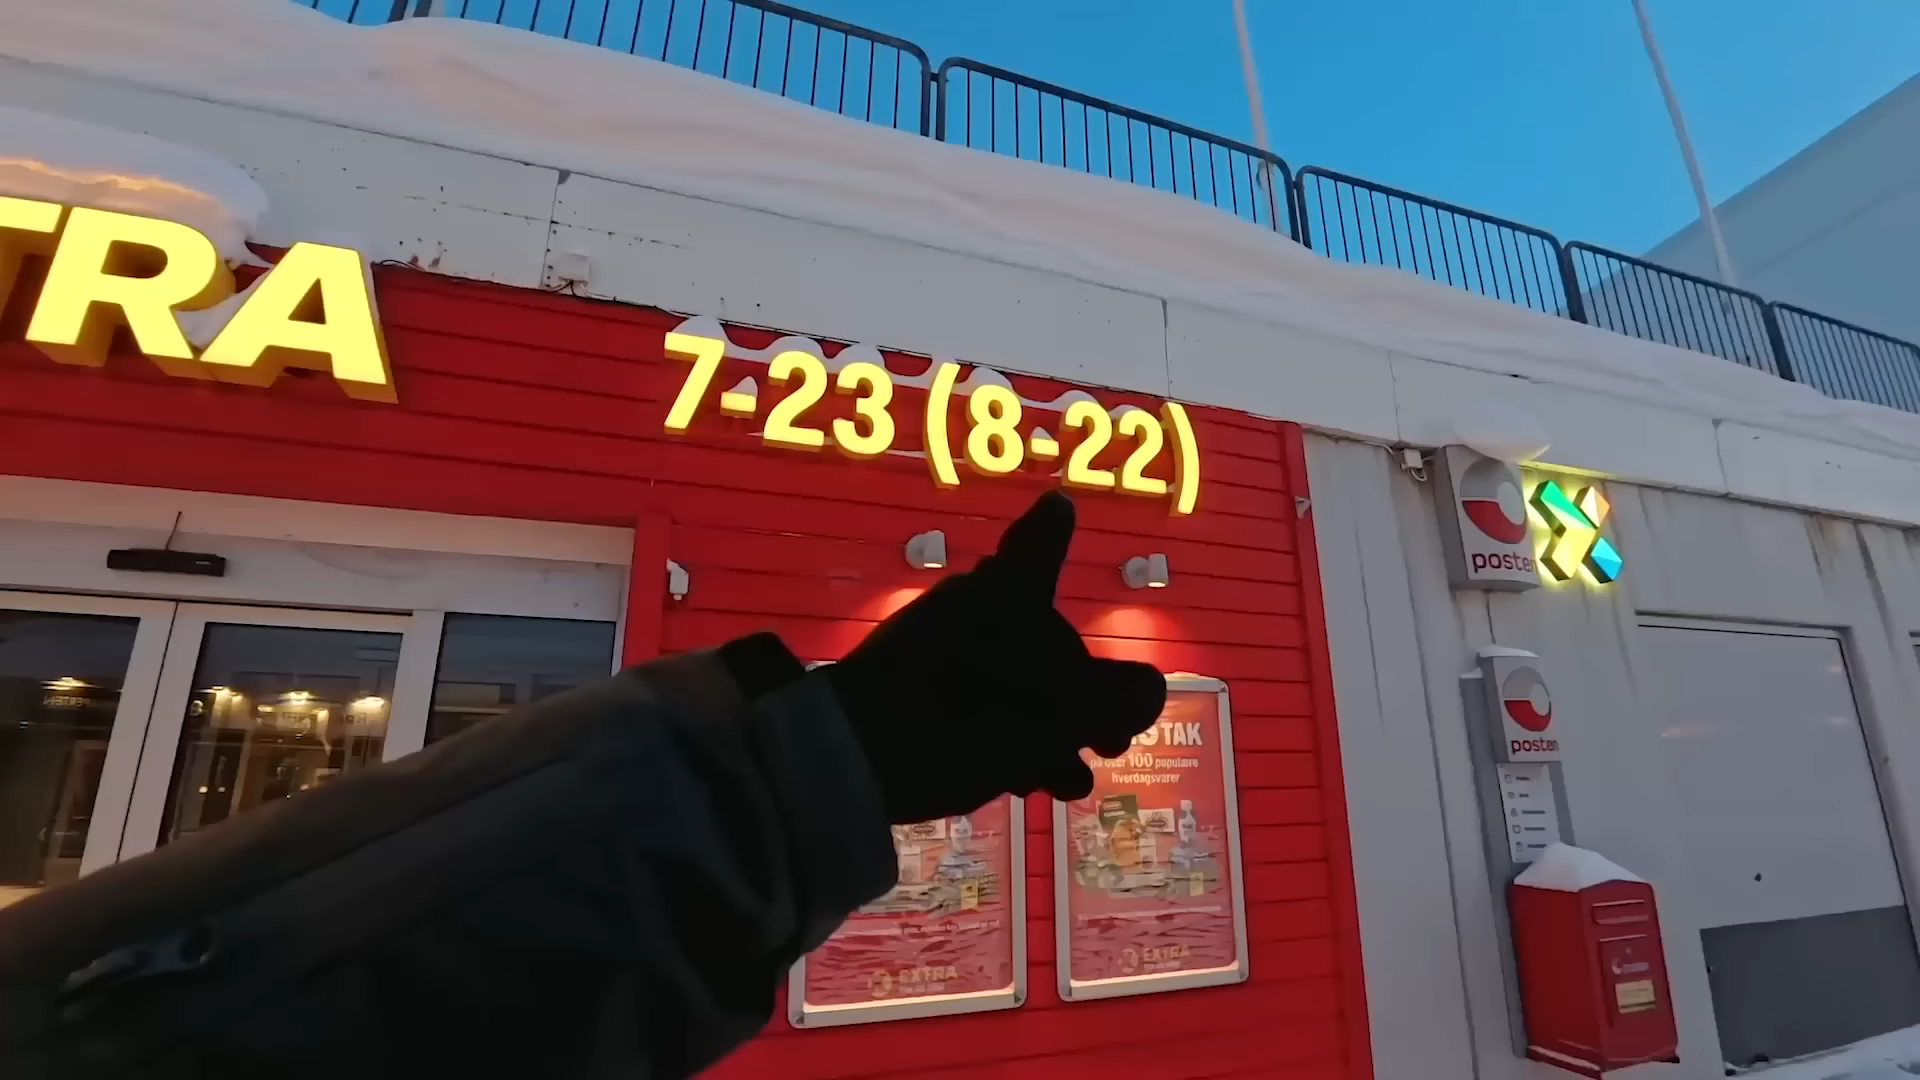 TRA
7-23 (8-22)
posten
posten
TAK
på over 100 populære
hverdagsvarer
EXTRA
EXTRA